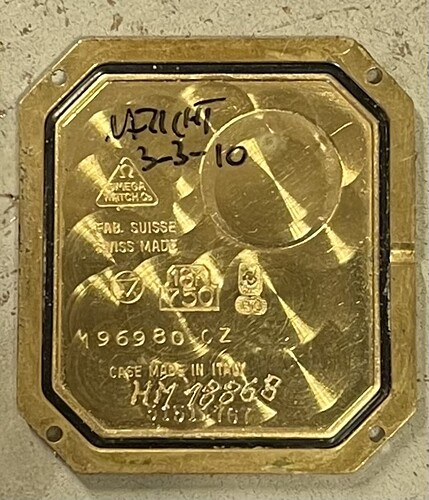 3-3-10
Ω
OMEGA
WATCH Co
FAB. SUISSE
SWISS MADE
18K
750
196980 CZ
CASE MADE IN ITALY
HM 18868